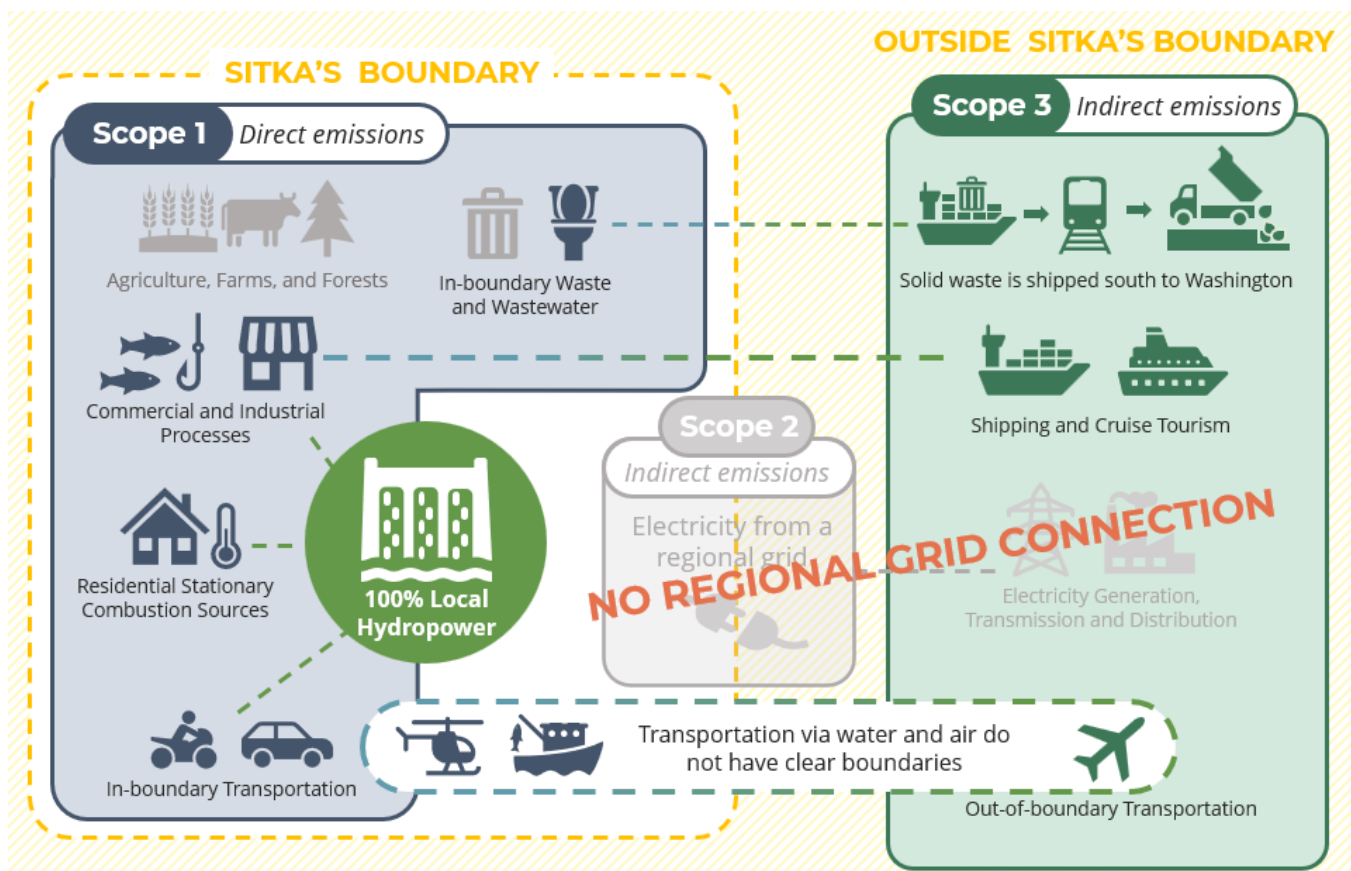 OUTSIDE SITKA'S BOUNDARY
SITKA'S BOUNDARY
Scope 1
Direct emissions
Agriculture, Farms, and Forests
In-boundary Waste
and Wastewater
Commercial and Industrial
Processes
Residential Stationary
Combustion Sources
100% Local
Hydropower
In-boundary Transportation
Scope 2
Indirect emissions
Electricity from a
regional grid
NO REGIONAL GRID CONNECTION
Scope 3
Indirect emissions
Solid waste is shipped south to Washington
Shipping and Cruise Tourism
Electricity Generation,
Transmission and Distribution
Transportation via water and air do
not have clear boundaries
Out-of-boundary Transportation